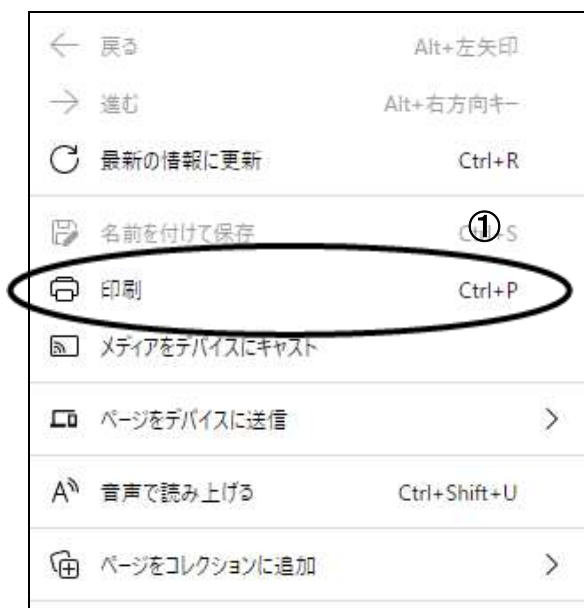 戻る Alt+左矢印
進む Alt+右方向キー
最新の情報に更新 Ctrl+R
①
名前を付けて保存 Ctrl+S
印刷 Ctrl+P
メディアをデバイスにキャスト
ページをデバイスに送信
音声で読み上げる Ctrl+Shift+U
ページをコレクションに追加